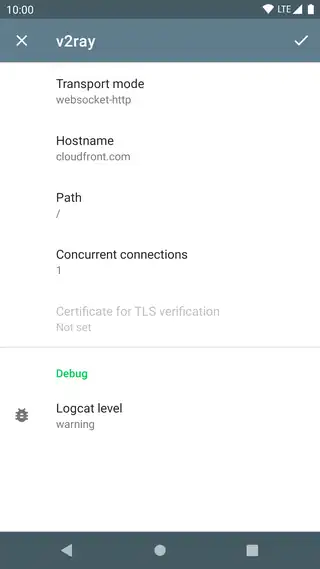 10:00
LTE
v2ray
Transport mode
websocket-http
Hostname
cloudfront.com
Path
/
Concurrent connections
1
Certificate for TLS verification
Not set
Debug
Logcat level
warning